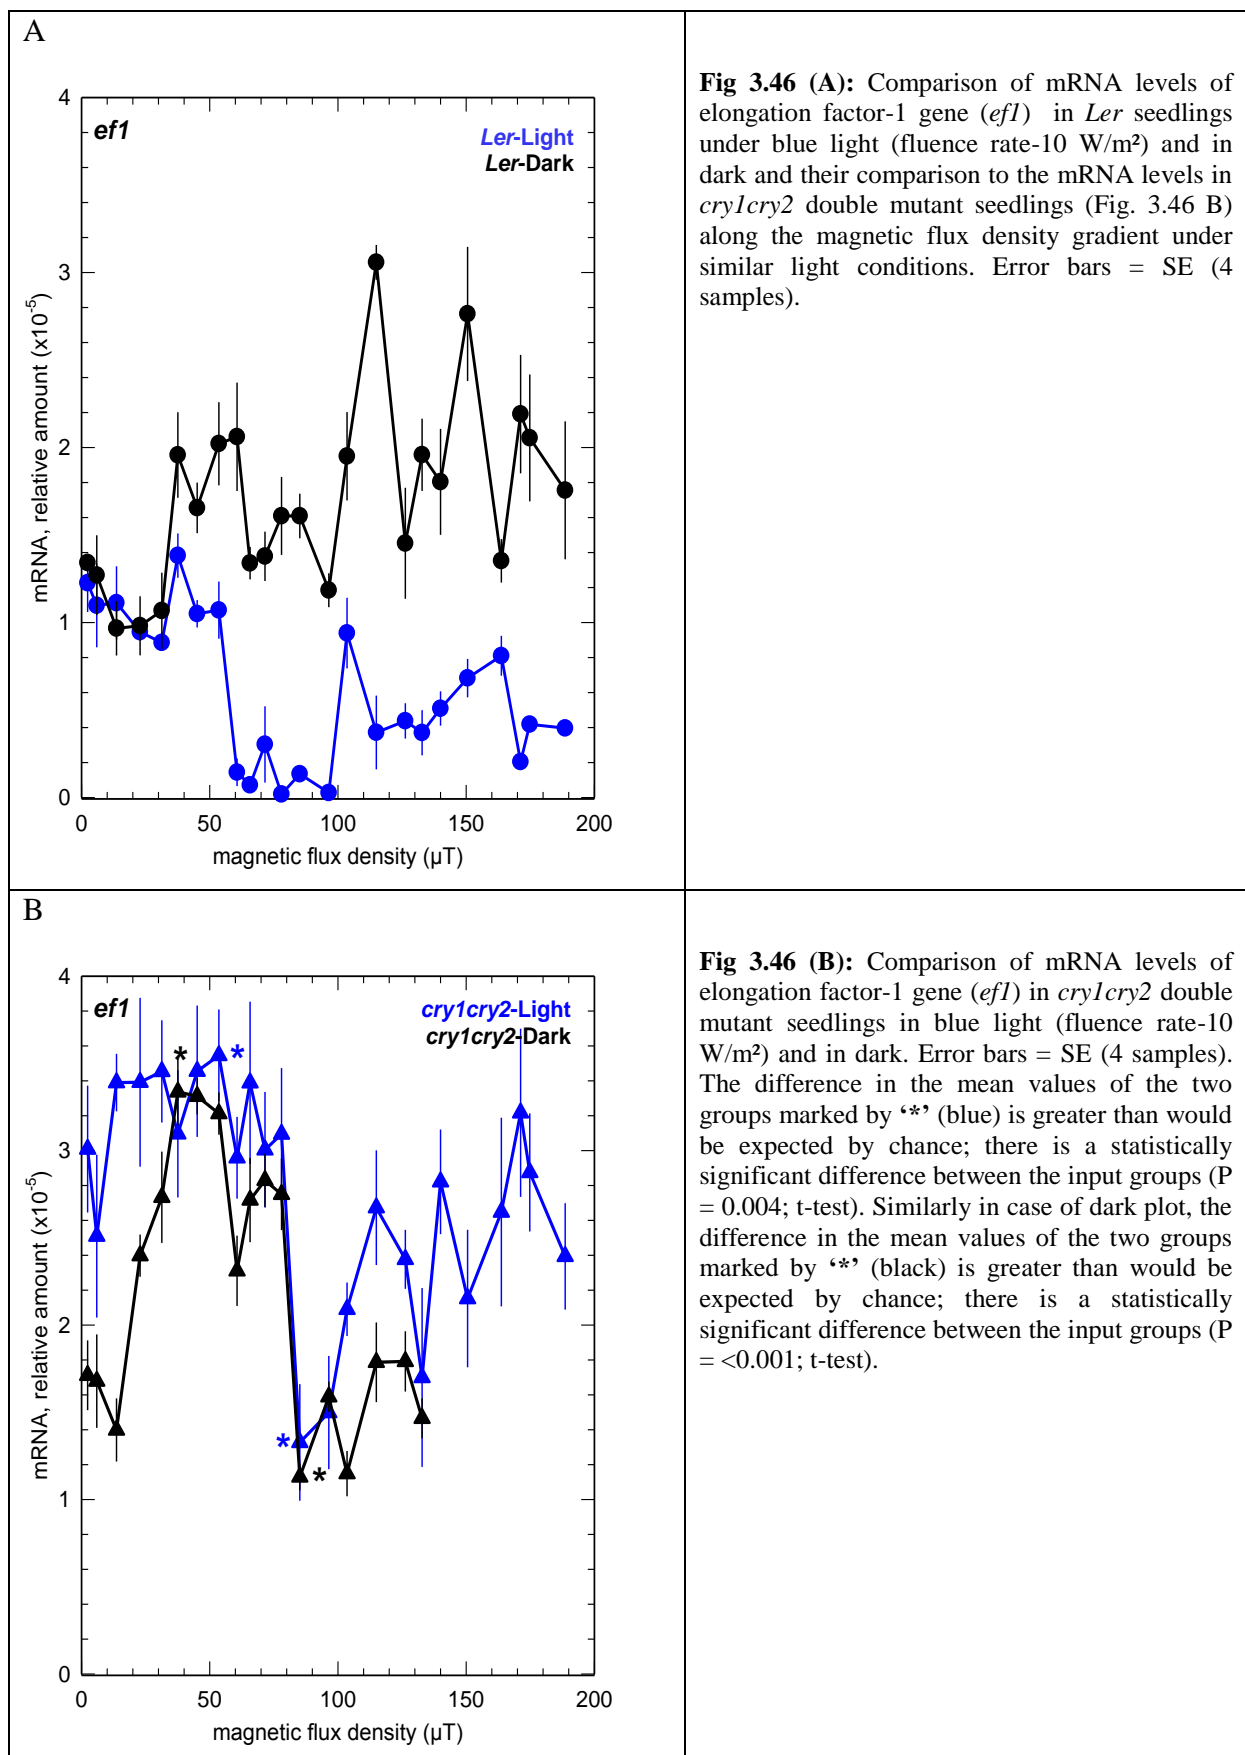 A
4
3
2
1
0
mRNA, relative amount (x10⁻⁵)
ef1
Ler-Light
Ler-Dark
0 50 100 150 200
magnetic flux density (µT)
Fig 3.46 (A): Comparison of mRNA levels of
elongation factor-1 gene (ef1) in Ler seedlings
under blue light (fluence rate-10 W/m²) and in
dark and their comparison to the mRNA levels in
cry1cry2 double mutant seedlings (Fig. 3.46 B)
along the magnetic flux density gradient under
similar light conditions. Error bars = SE (4
samples).
B
4
3
2
1
0
mRNA, relative amount (x10⁻⁵)
ef1
cry1cry2-Light
cry1cry2-Dark
* *
*
*
0 50 100 150 200
magnetic flux density (µT)
Fig 3.46 (B): Comparison of mRNA levels of
elongation factor-1 gene (ef1) in cry1cry2 double
mutant seedlings in blue light (fluence rate-10
W/m²) and in dark. Error bars = SE (4 samples).
The difference in the mean values of the two
groups marked by ‘*’ (blue) is greater than would
be expected by chance; there is a statistically
significant difference between the input groups (P
= 0.004; t-test). Similarly in case of dark plot, the
difference in the mean values of the two groups
marked by ‘*’ (black) is greater than would be
expected by chance; there is a statistically
significant difference between the input groups (P
= <0.001; t-test).